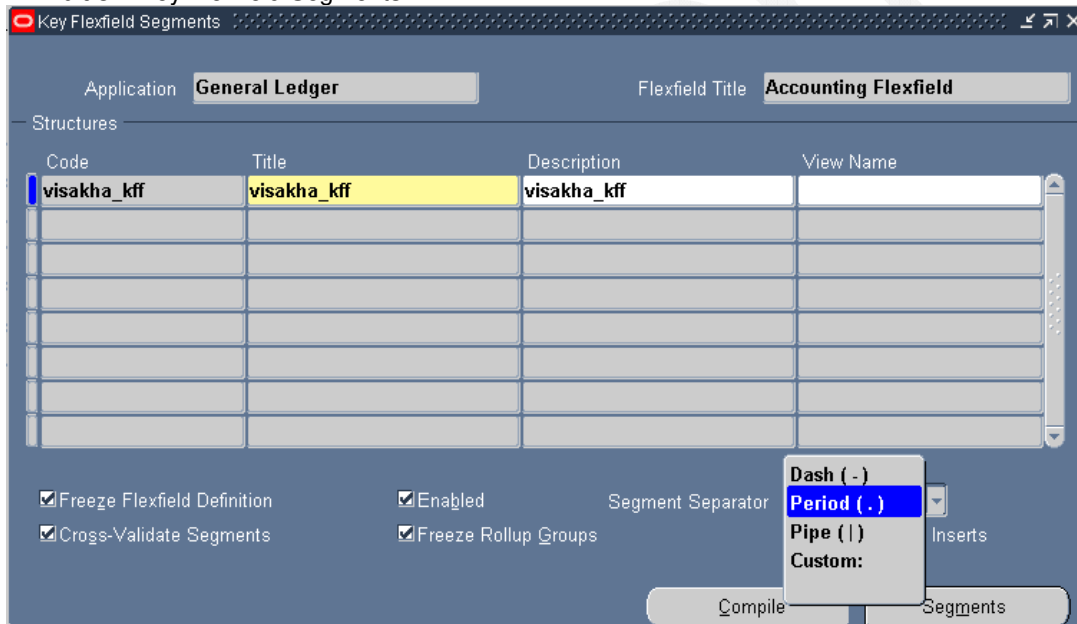 Key Flexfield Segments
Application General Ledger Flexfield Title Accounting Flexfield
Structures
Code Title Description View Name
visakha_kff visakha_kff visakha_kff
Dash ( - )
Freeze Flexfield Definition Enabled Segment Separator Period ( . )
Cross-Validate Segments Freeze Rollup Groups Pipe ( | ) Inserts
Custom:
Compile Segments